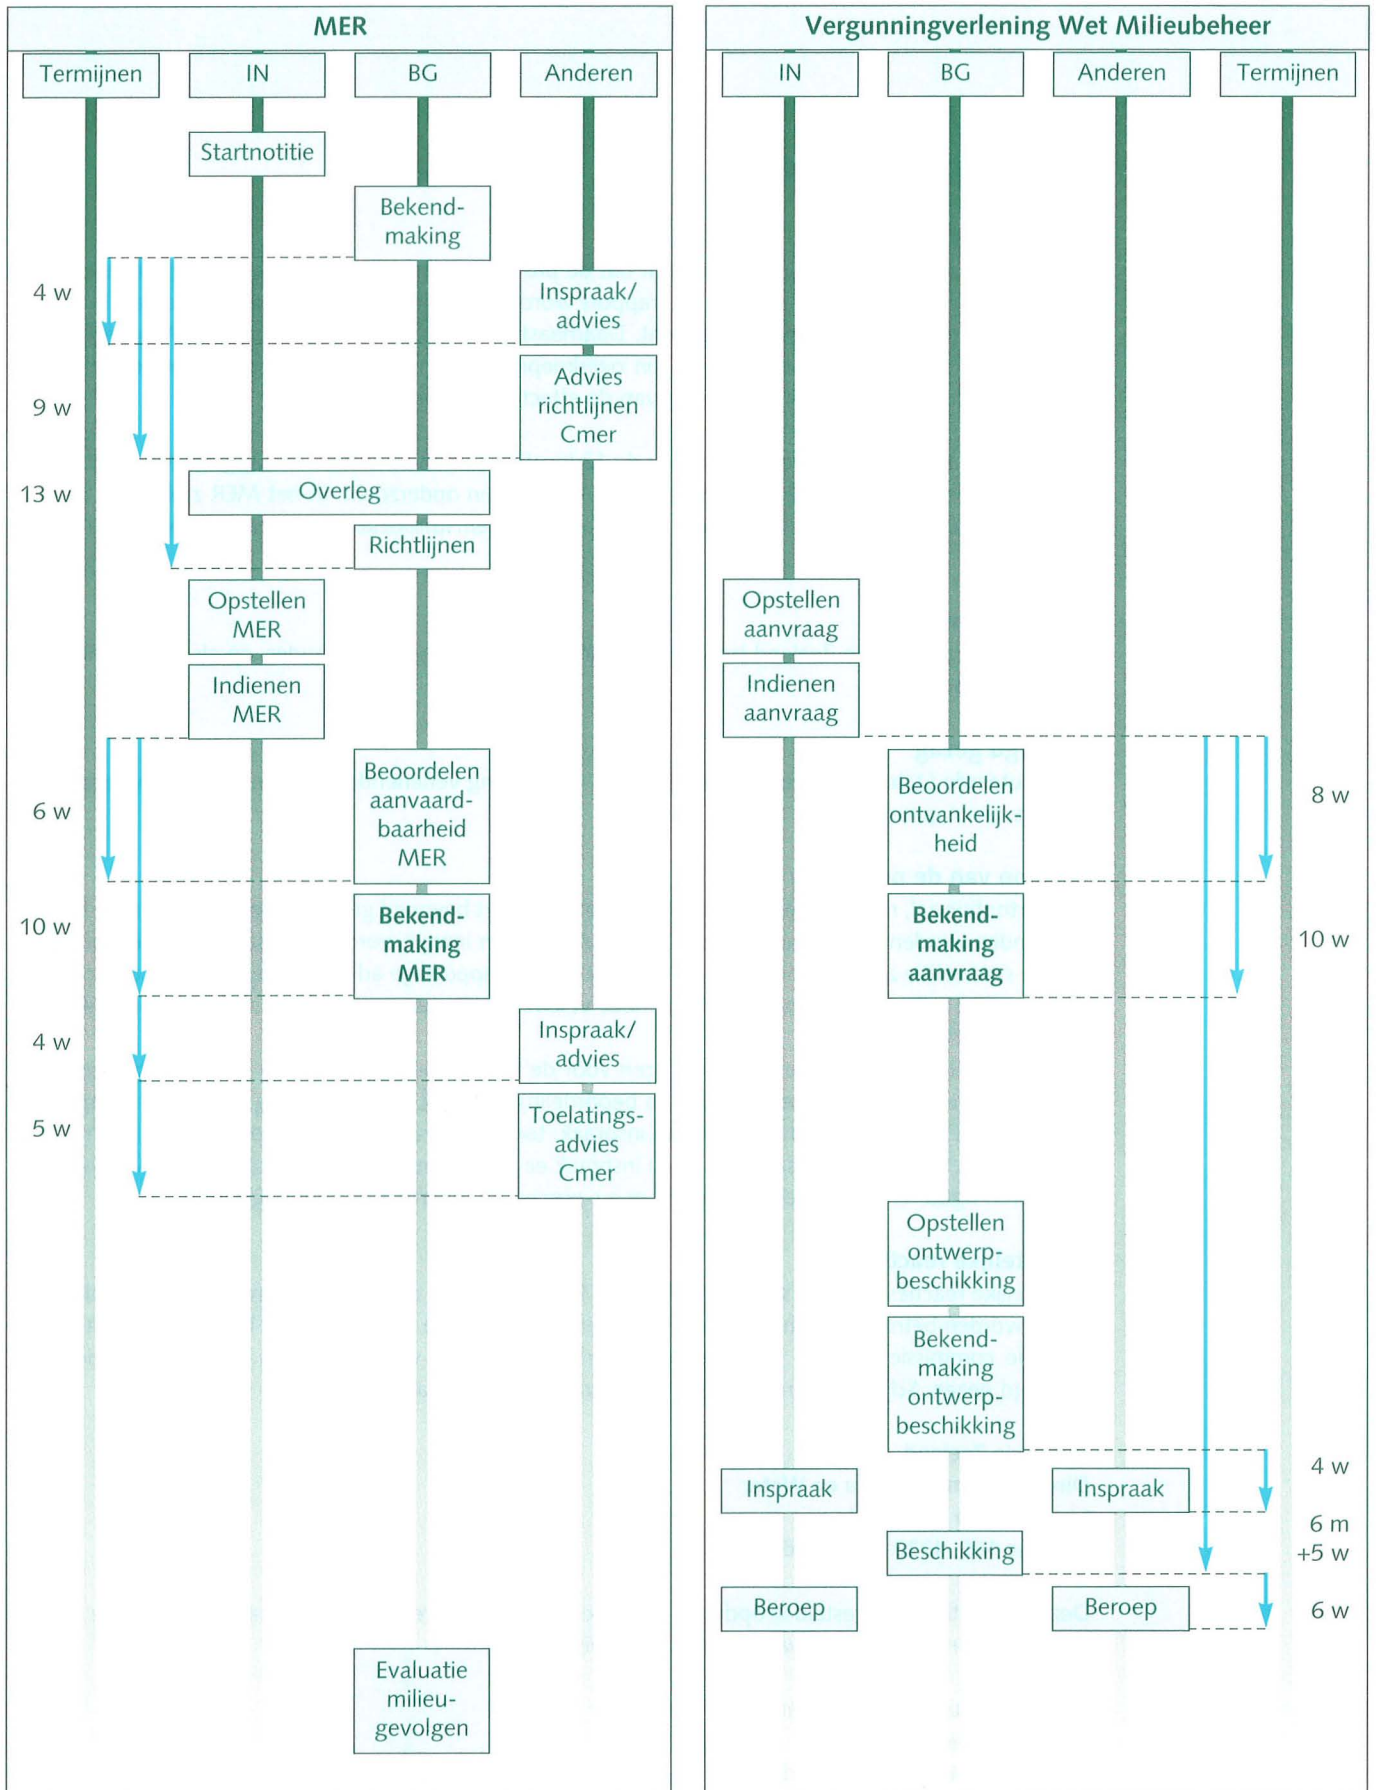 MER
Termijnen
IN
BG
Anderen
Startnotitie
Bekend-
making
4 w
Inspraak/
advies
9 w
Advies
richtlijnen
Cmer
13 w
Overleg
Richtlijnen
Opstellen
MER
Indienen
MER
6 w
Beoordelen
aanvaard-
baarheid
MER
10 w
Bekend-
making
MER
4 w
Inspraak/
advies
5 w
Toelatings-
advies
Cmer
Evaluatie
milieu-
gevolgen
Vergunningverlening Wet Milieubeheer
IN
BG
Anderen
Termijnen
Opstellen
aanvraag
Indienen
aanvraag
Beoordelen
ontvankelijk-
heid
8 w
Bekend-
making
aanvraag
10 w
Opstellen
ontwerp-
beschikking
Bekend-
making
ontwerp-
beschikking
4 w
Inspraak
Inspraak
6 m
+5 w
Beschikking
Beroep
Beroep
6 w